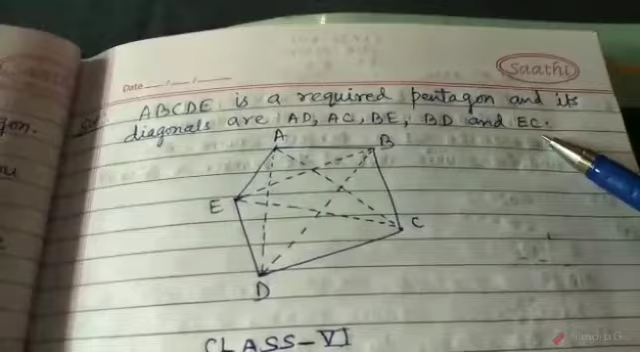 Saathi
Date
ABCDE is a required pentagon and its
diagonals are AD, AC, BE, BD and EC.
A
B
E
C
D
CLASS-VI